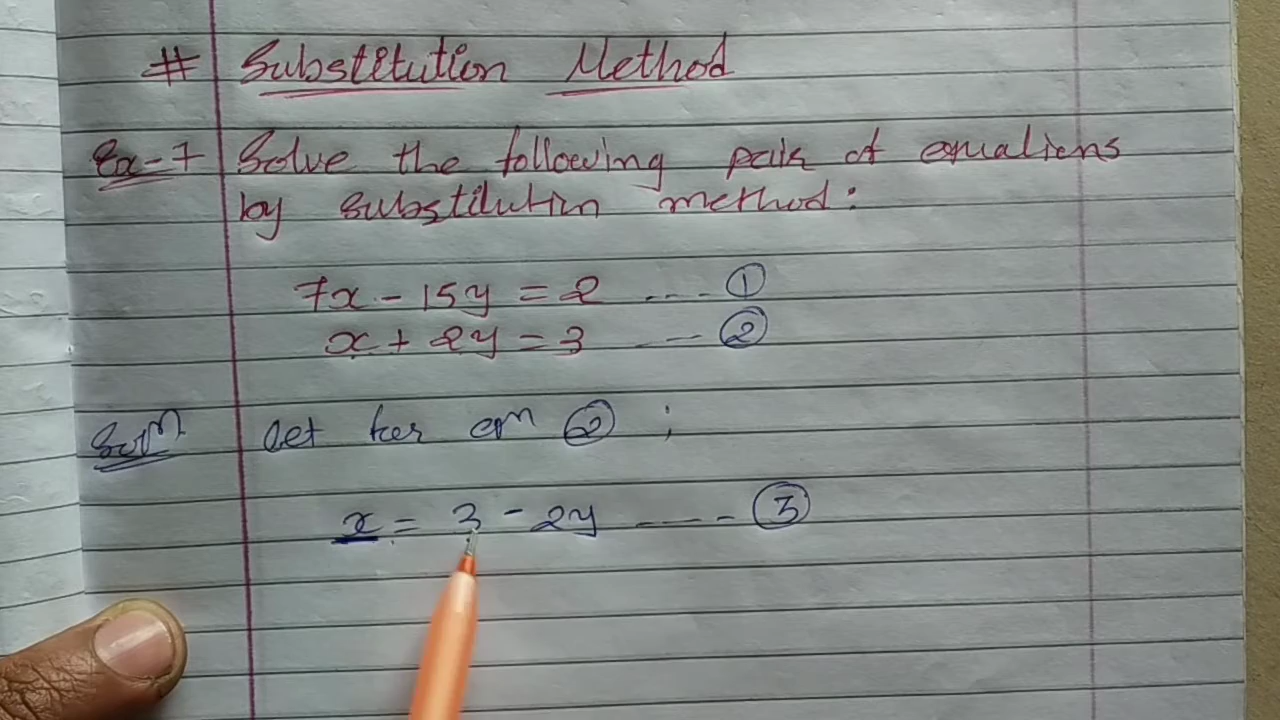 # Substitution Method
Ex-7 Solve the following pair of equations
by substitution method:
7x - 15y = 2 ---- ①
x + 2y = 3 --- ②
Solⁿ Let eqⁿ ② ;
x = 3 - 2y ---- ③